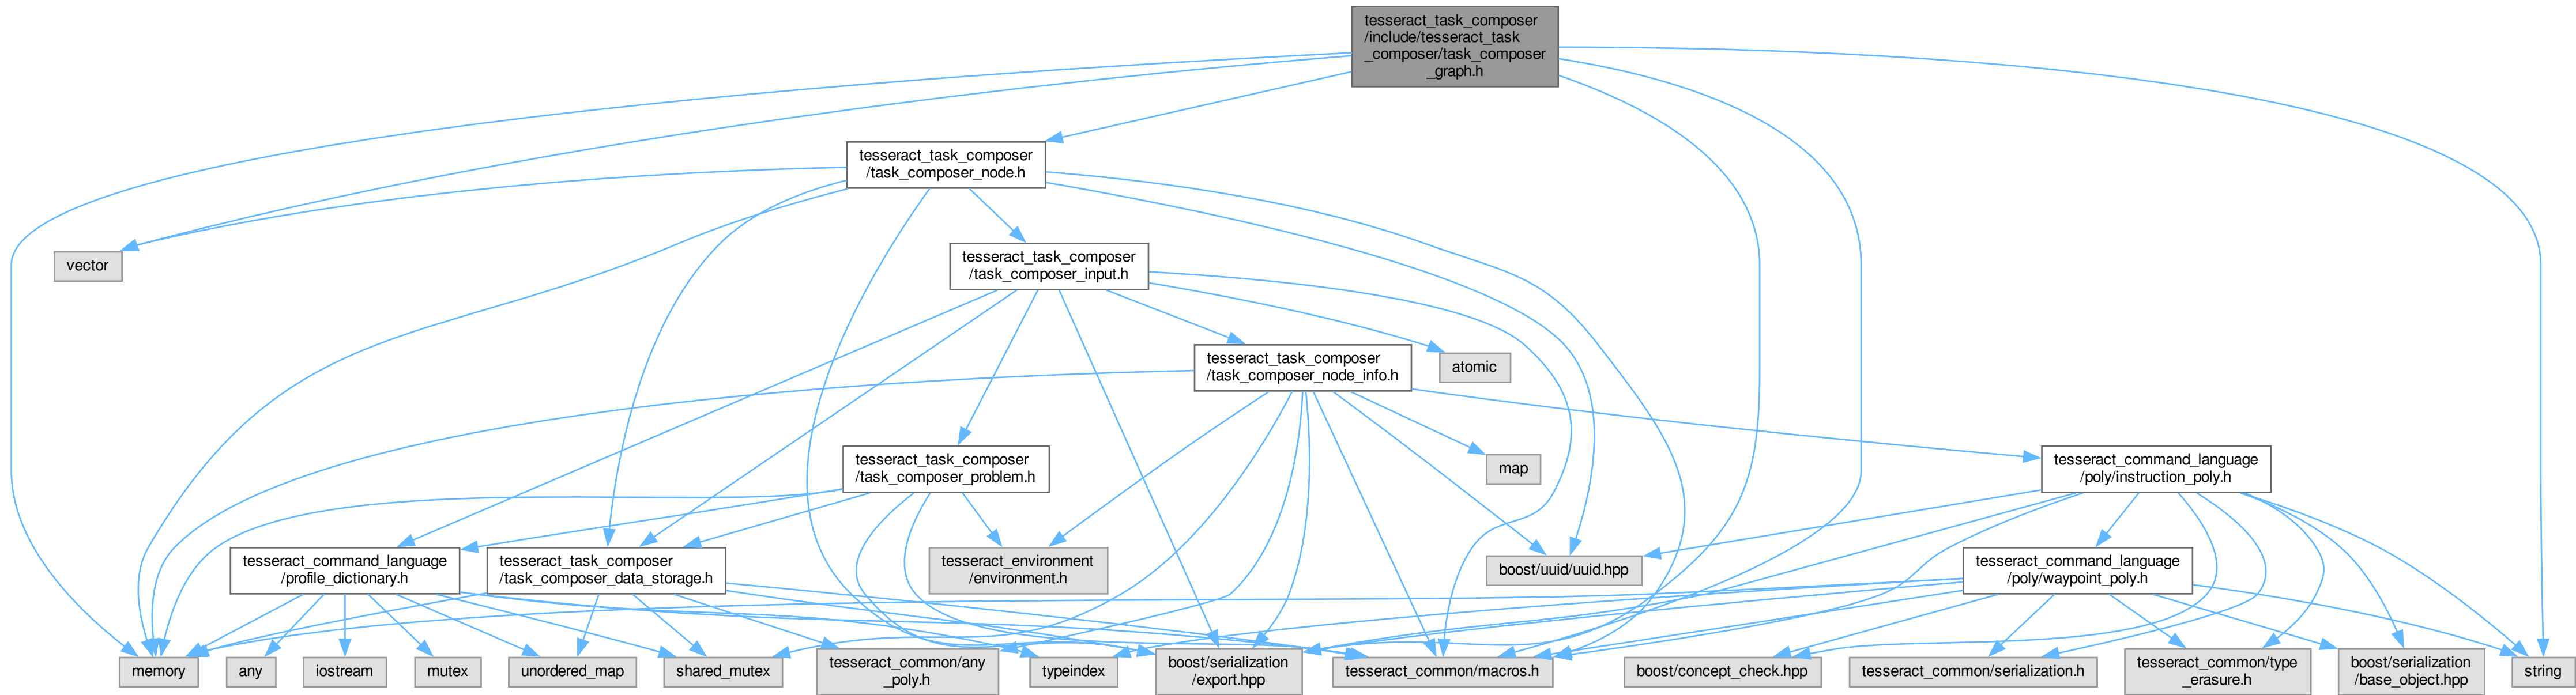 tesseract_task_composer
/include/tesseract_task
_composer/task_composer
_graph.h
tesseract_task_composer
/task_composer_node.h
vector
tesseract_task_composer
/task_composer_input.h
tesseract_task_composer
/task_composer_node_info.h
atomic
tesseract_task_composer
/task_composer_problem.h
map
tesseract_command_language
/poly/instruction_poly.h
tesseract_command_language
/profile_dictionary.h
tesseract_task_composer
/task_composer_data_storage.h
tesseract_environment
/environment.h
boost/uuid/uuid.hpp
tesseract_command_language
/poly/waypoint_poly.h
memory
any
iostream
mutex
unordered_map
shared_mutex
tesseract_common/any
_poly.h
typeindex
boost/serialization
/export.hpp
tesseract_common/macros.h
boost/concept_check.hpp
tesseract_common/serialization.h
tesseract_common/type
_erasure.h
boost/serialization
/base_object.hpp
string